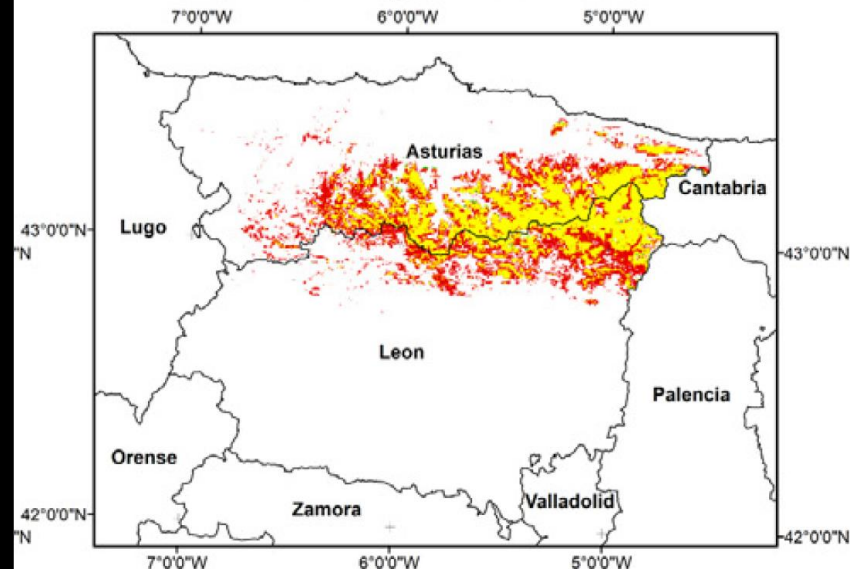 7°0'0"W 6°0'0"W 5°0'0"W
Asturias
Cantabria
Lugo
43°0'0"N
"N
43°0'0"N
Leon
Palencia
Orense
Zamora
Valladolid
42°0'0"N
"N
42°0'0"N
7°0'0"W 6°0'0"W 5°0'0"W